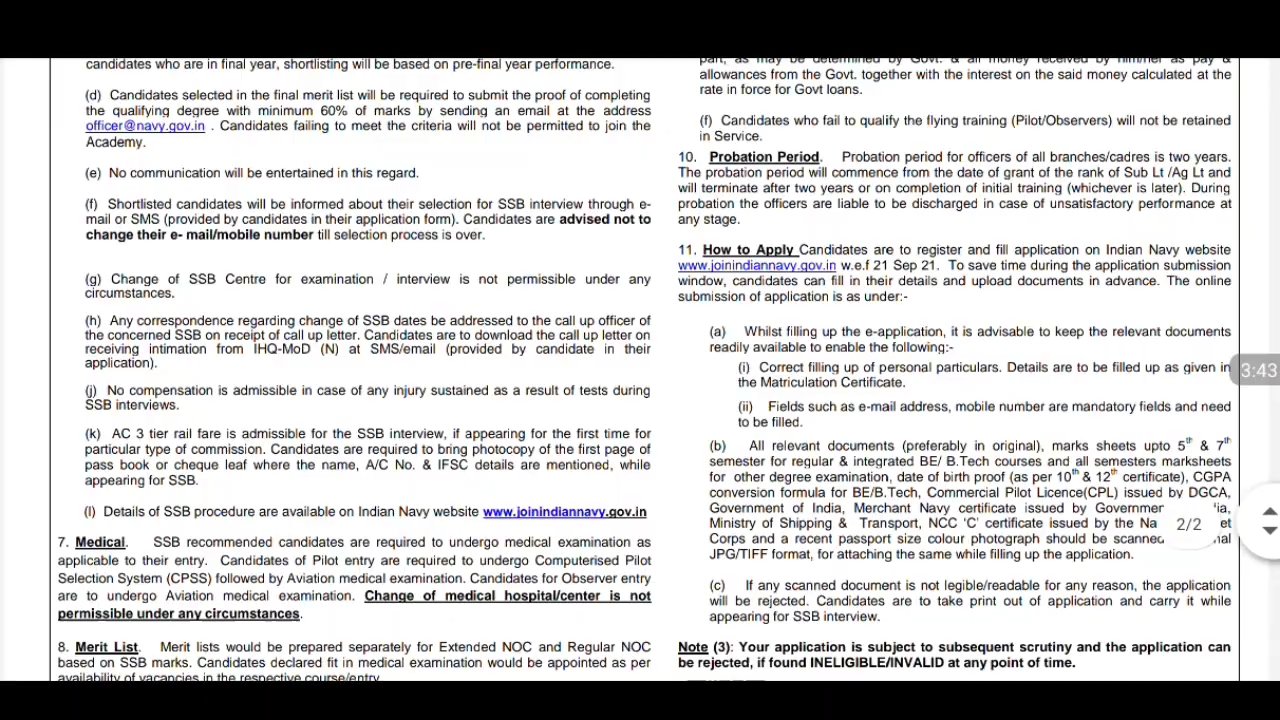 candidates who are in final year, shortlisting will be based on pre-final year performance.
(d) Candidates selected in the final merit list will be required to submit the proof of completing
the qualifying degree with minimum 60% of marks by sending an email at the address
officer@navy.gov.in . Candidates failing to meet the criteria will not be permitted to join the
Academy.
(e) No communication will be entertained in this regard.
(f) Shortlisted candidates will be informed about their selection for SSB interview through e-
mail or SMS (provided by candidates in their application form). Candidates are advised not to
change their e- mail/mobile number till selection process is over.
(g) Change of SSB Centre for examination / interview is not permissible under any
circumstances.
(h) Any correspondence regarding change of SSB dates be addressed to the call up officer of
the concerned SSB on receipt of call up letter. Candidates are to download the call up letter on
receiving intimation from IHQ-MoD (N) at SMS/email (provided by candidate in their
application).
(j) No compensation is admissible in case of any injury sustained as a result of tests during
SSB interviews.
(k) AC 3 tier rail fare is admissible for the SSB interview, if appearing for the first time for
particular type of commission. Candidates are required to bring photocopy of the first page of
pass book or cheque leaf where the name, A/C No. & IFSC details are mentioned, while
appearing for SSB.
(l) Details of SSB procedure are available on Indian Navy website www.joinindiannavy.gov.in
7. Medical. SSB recommended candidates are required to undergo medical examination as
applicable to their entry. Candidates of Pilot entry are required to undergo Computerised Pilot
Selection System (CPSS) followed by Aviation medical examination. Candidates for Observer entry
are to undergo Aviation medical examination. Change of medical hospital/center is not
permissible under any circumstances.
8. Merit List. Merit lists would be prepared separately for Extended NOC and Regular NOC
based on SSB marks. Candidates declared fit in medical examination would be appointed as per
availability of vacancies in the respective course/entry
part, as may be determined by Govt. & all money received by him/her as pay &
allowances from the Govt. together with the interest on the said money calculated at the
rate in force for Govt loans.
(f) Candidates who fail to qualify the flying training (Pilot/Observers) will not be retained
in Service.
10. Probation Period. Probation period for officers of all branches/cadres is two years.
The probation period will commence from the date of grant of the rank of Sub Lt /Ag Lt and
will terminate after two years or on completion of initial training (whichever is later). During
probation the officers are liable to be discharged in case of unsatisfactory performance at
any stage.
11. How to Apply Candidates are to register and fill application on Indian Navy website
www.joinindiannavy.gov.in w.e.f 21 Sep 21. To save time during the application submission
window, candidates can fill in their details and upload documents in advance. The online
submission of application is as under:-
(a) Whilst filling up the e-application, it is advisable to keep the relevant documents
readily available to enable the following:-
(i) Correct filling up of personal particulars. Details are to be filled up as given in
the Matriculation Certificate.
(ii) Fields such as e-mail address, mobile number are mandatory fields and need
to be filled.
(b) All relevant documents (preferably in original), marks sheets upto 5th & 7th
semester for regular & integrated BE/ B.Tech courses and all semesters marksheets
for other degree examination, date of birth proof (as per 10th & 12th certificate), CGPA
conversion formula for BE/B.Tech, Commercial Pilot Licence(CPL) issued by DGCA,
Government of India, Merchant Navy certificate issued by Governmen
Ministry of Shipping & Transport, NCC 'C' certificate issued by the Na
Corps and a recent passport size colour photograph should be scanned
JPG/TIFF format, for attaching the same while filling up the application.
(c) If any scanned document is not legible/readable for any reason, the application
will be rejected. Candidates are to take print out of application and carry it while
appearing for SSB interview.
Note (3): Your application is subject to subsequent scrutiny and the application can
be rejected, if found INELIGIBLE/INVALID at any point of time.
3:43
2/2